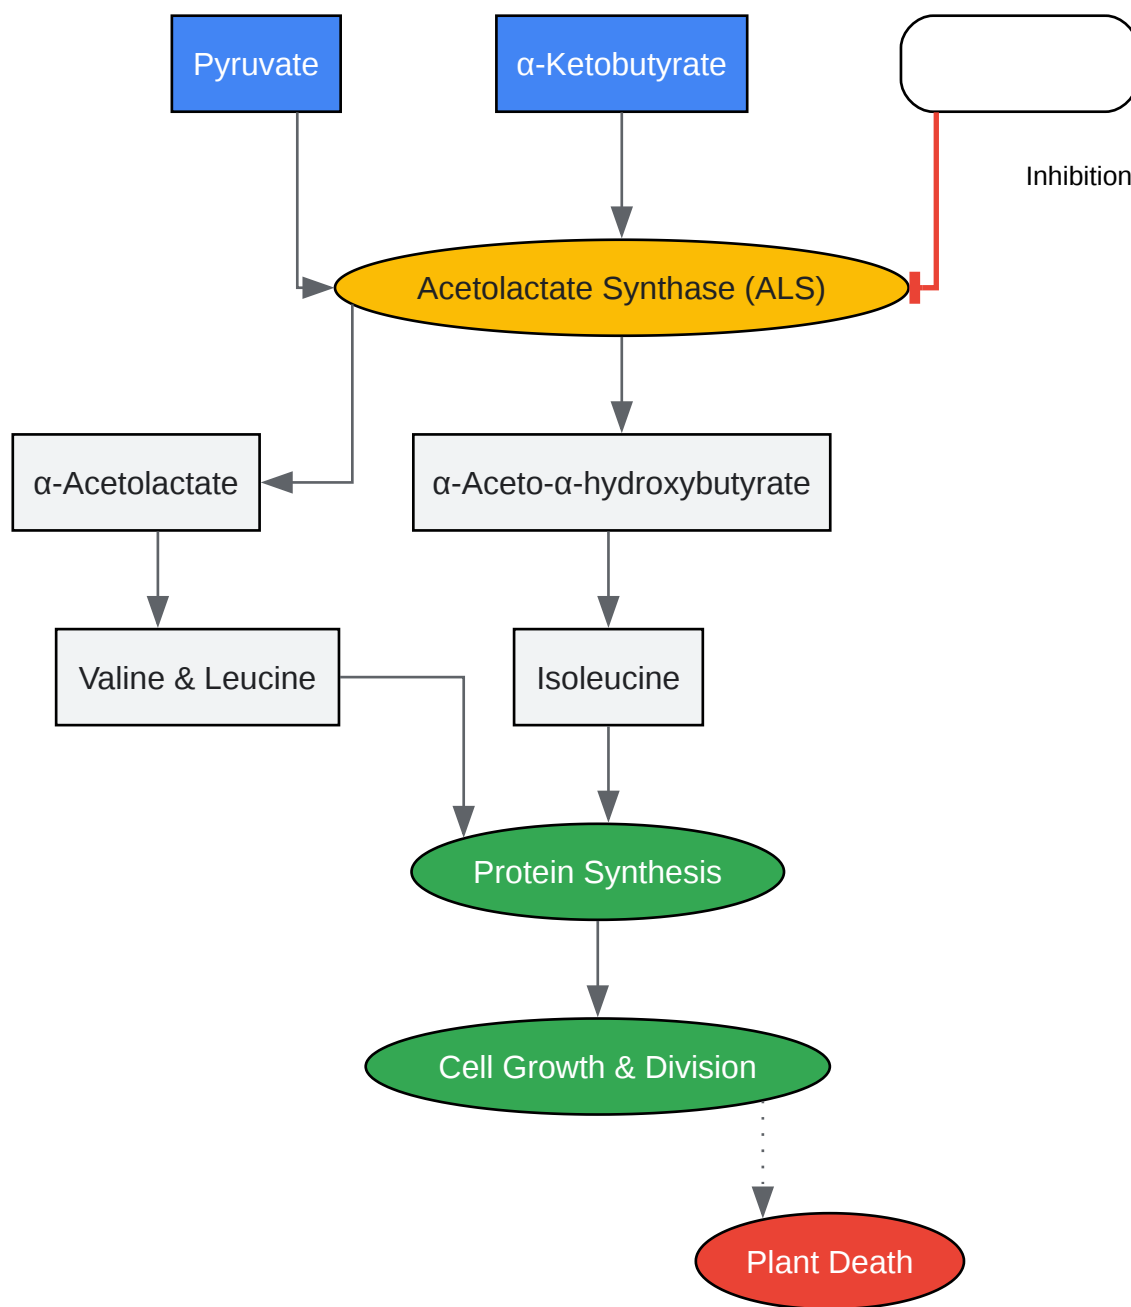 Pyruvate
α-Ketobutyrate
Inhibition
Acetolactate Synthase (ALS)
α-Acetolactate
α-Aceto-α-hydroxybutyrate
Valine & Leucine
Isoleucine
Protein Synthesis
Cell Growth & Division
Plant Death